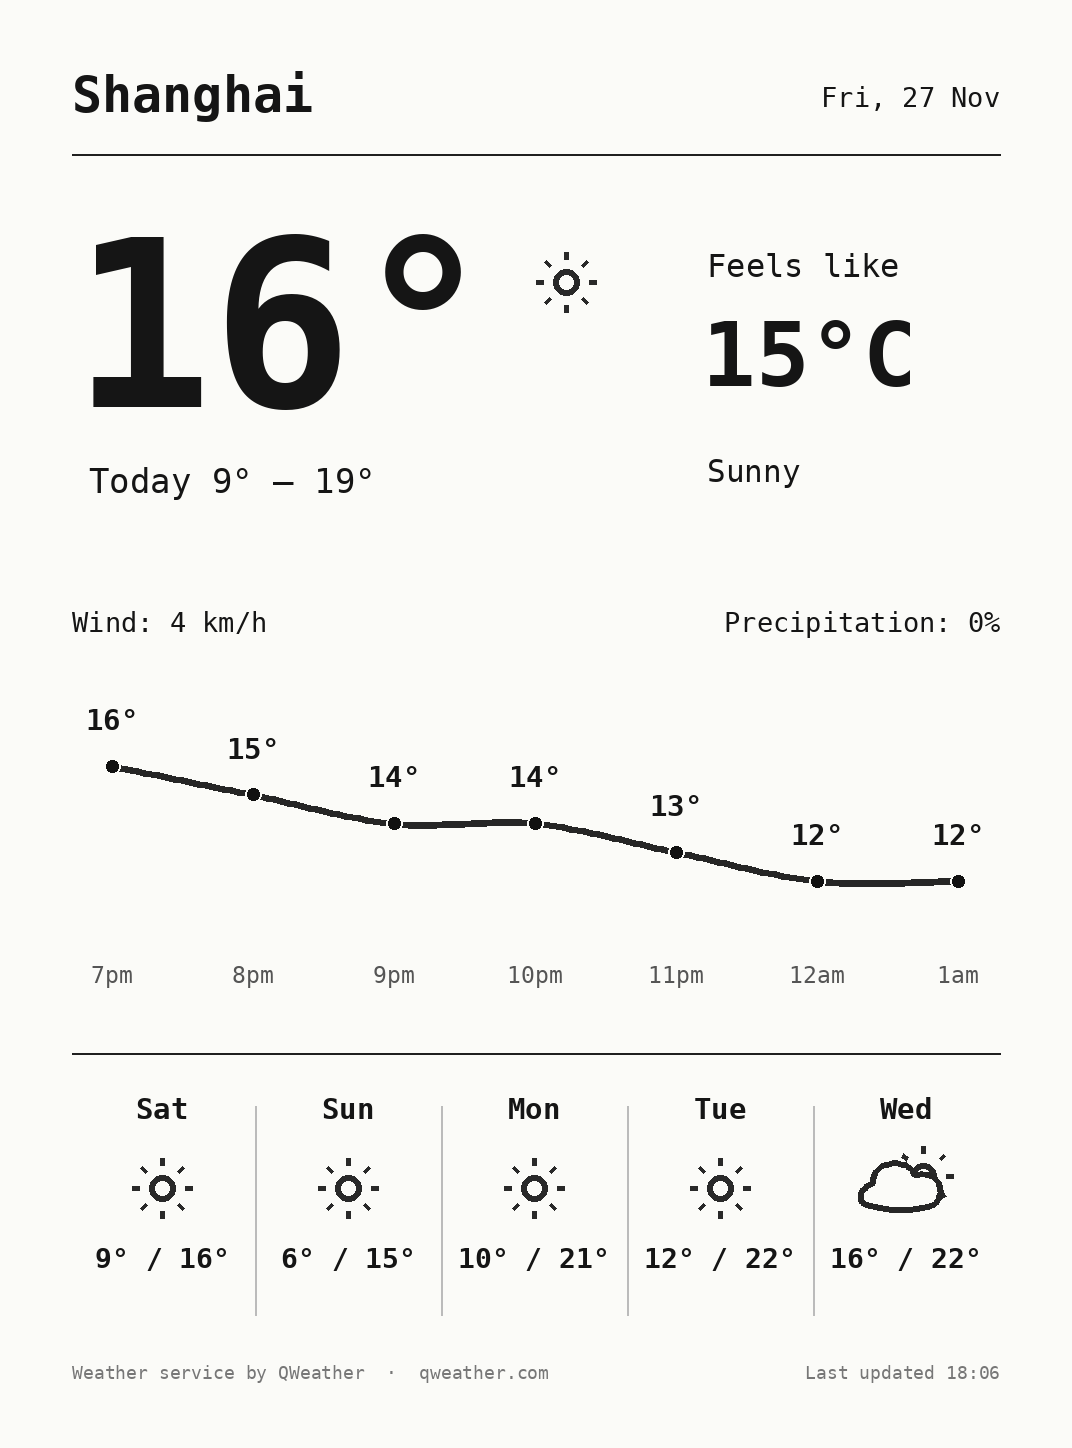 Shanghai
Fri, 27 Nov
16°
Feels like
15°C
Today 9° – 19°
Sunny
Wind: 4 km/h
Precipitation: 0%
16°
15°
14°
14°
13°
12°
12°
7pm
8pm
9pm
10pm
11pm
12am
1am
Sat
Sun
Mon
Tue
Wed
9° / 16°
6° / 15°
10° / 21°
12° / 22°
16° / 22°
Weather service by QWeather · qweather.com
Last updated 18:06